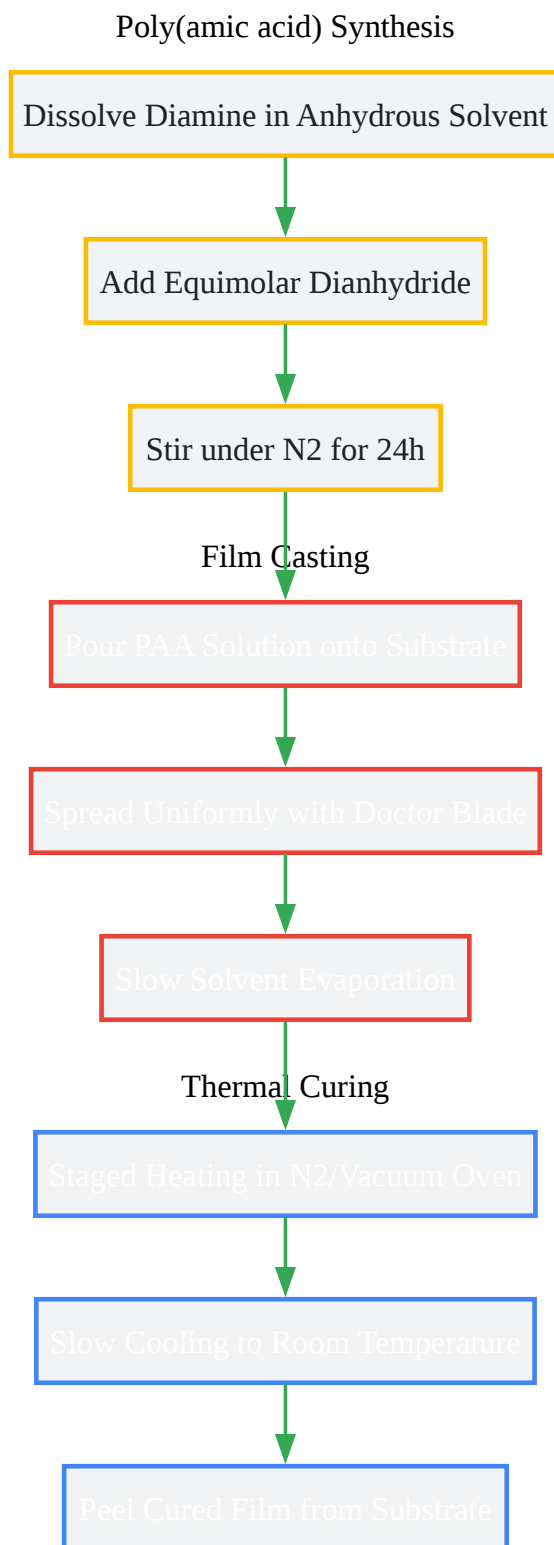 Poly(amic acid) Synthesis
Dissolve Diamine in Anhydrous Solvent
Add Equimolar Dianhydride
Stir under N2 for 24h
Film Casting
Pour PAA Solution onto Substrate
Spread Uniformly with Doctor Blade
Slow Solvent Evaporation
Thermal Curing
Staged Heating in N2/Vacuum Oven
Slow Cooling to Room Temperature
Peel Cured Film from Substrate